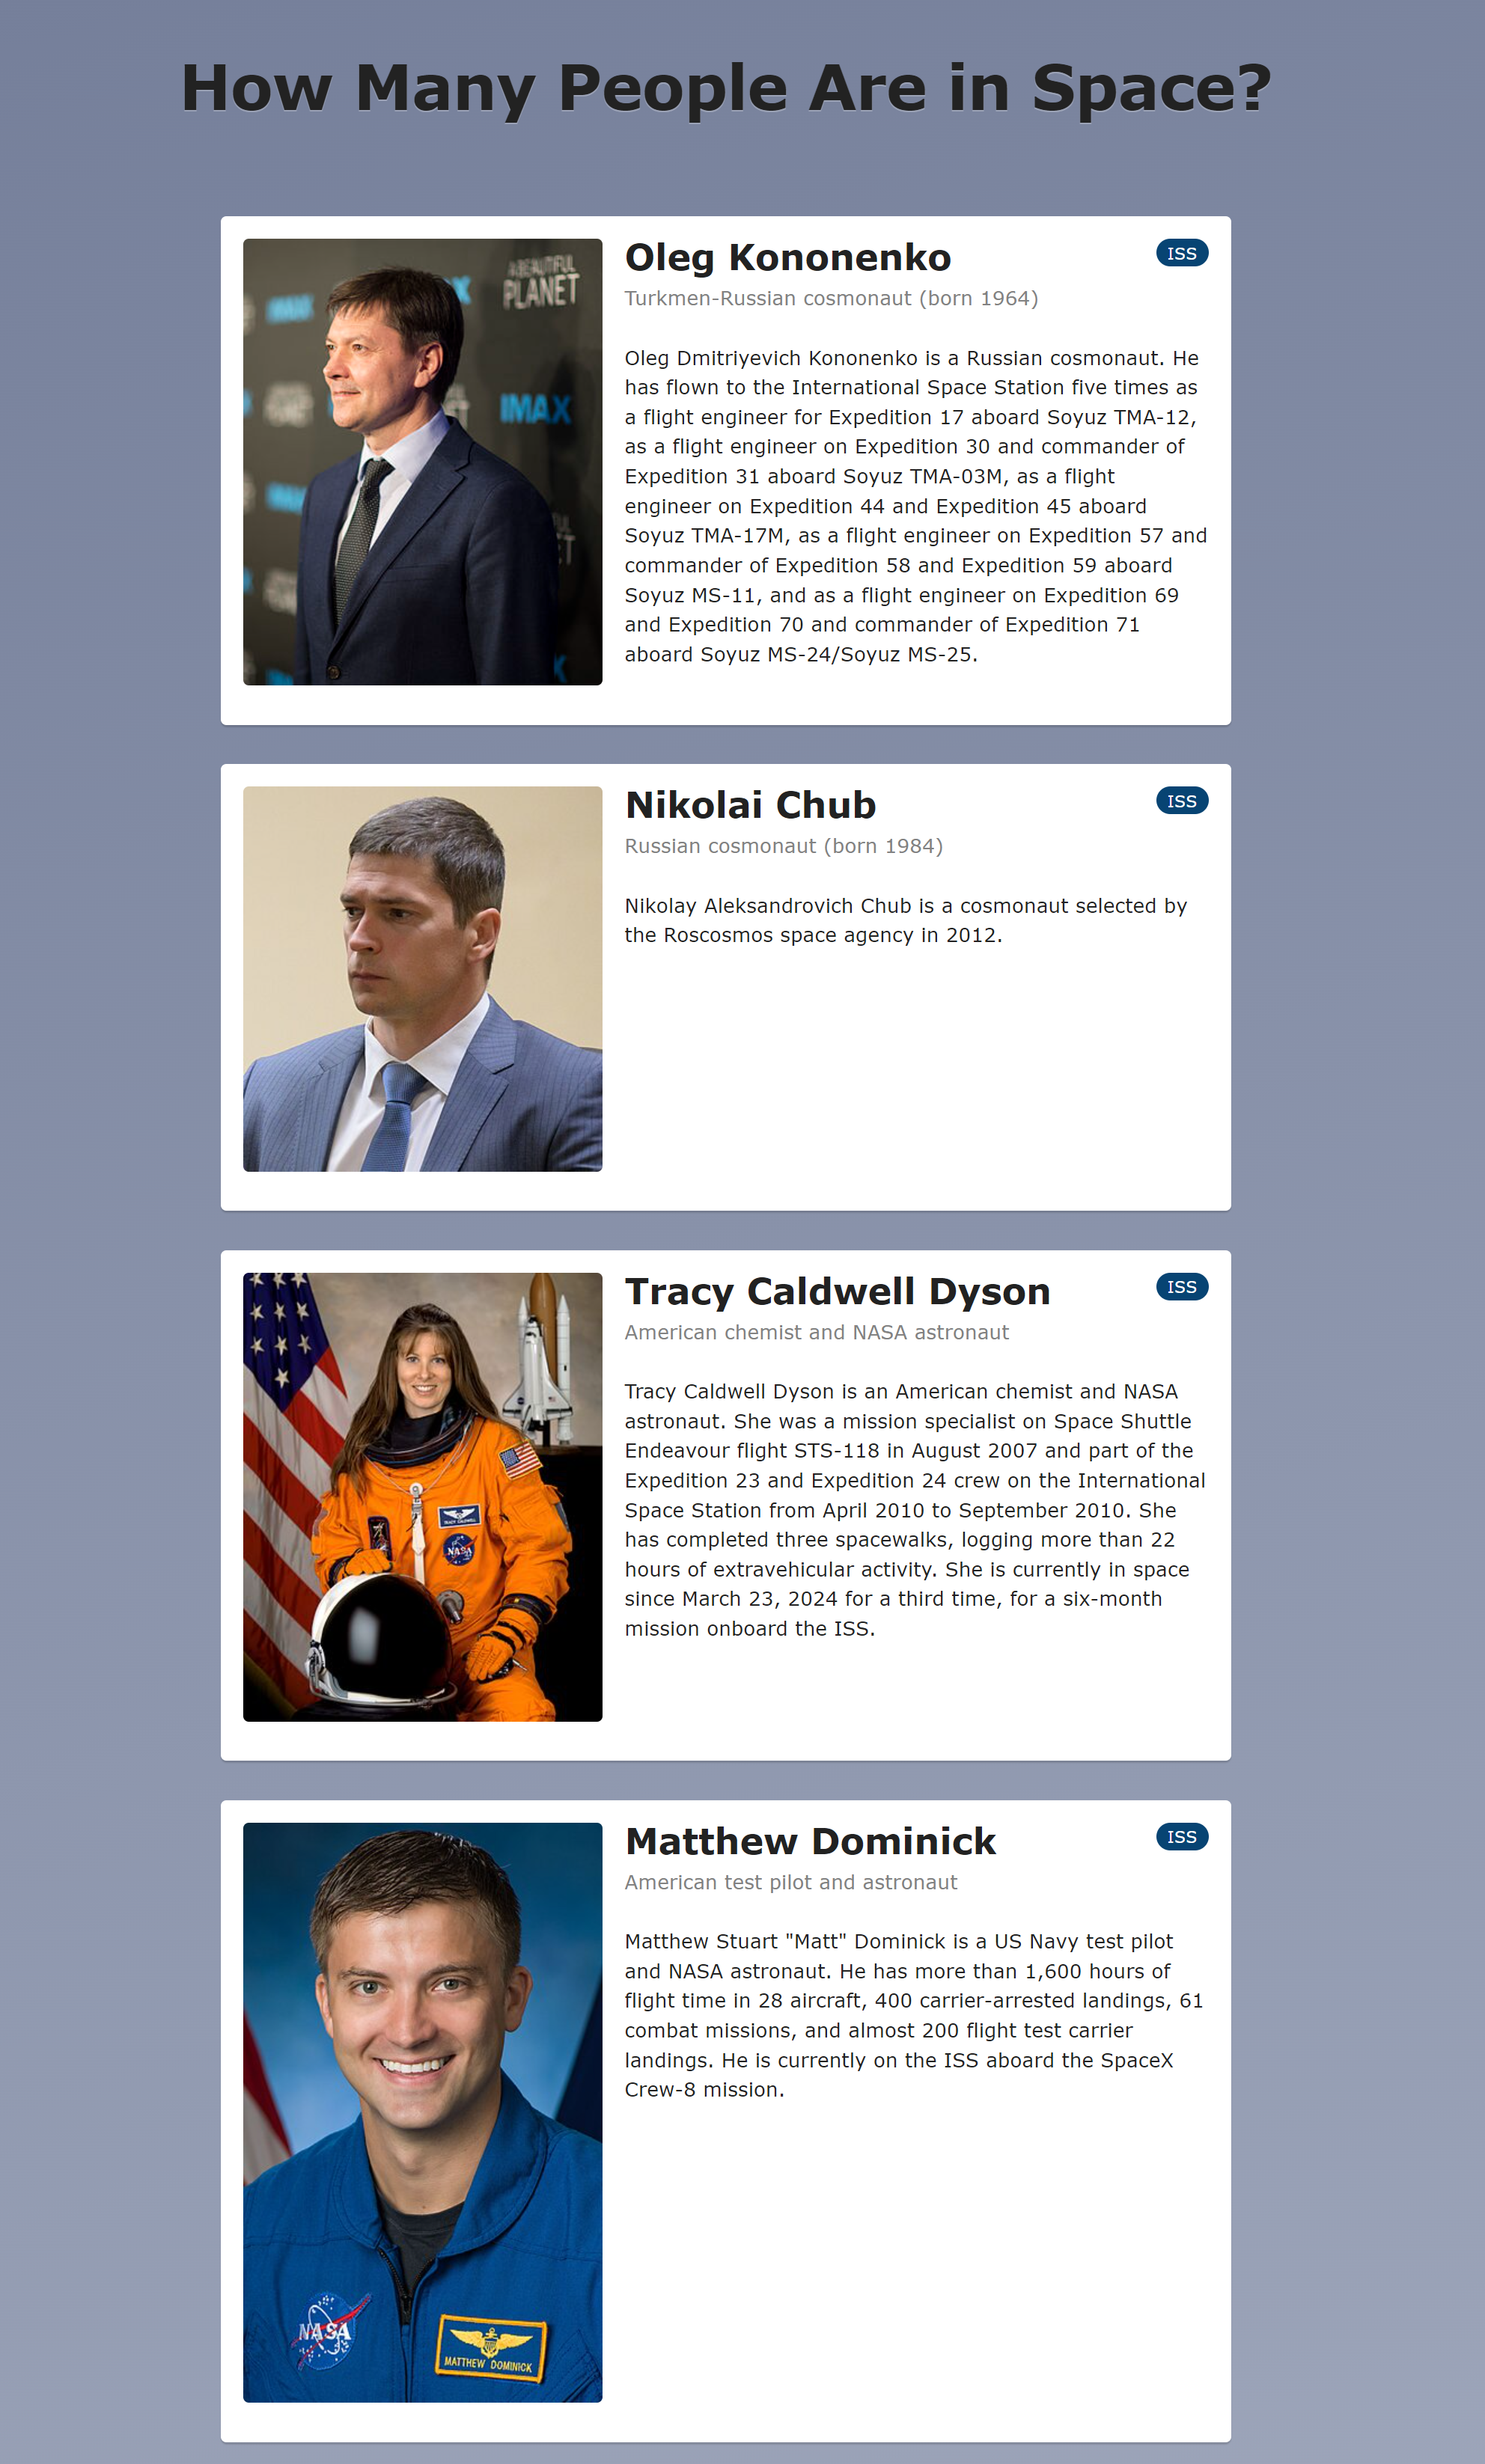 How Many People Are in Space?
A BEAUTIFUL
PLANET
IMAX
IMAX
IMAX
Oleg Kononenko
ISS
Turkmen-Russian cosmonaut (born 1964)
Oleg Dmitriyevich Kononenko is a Russian cosmonaut. He
has flown to the International Space Station five times as
a flight engineer for Expedition 17 aboard Soyuz TMA-12,
as a flight engineer on Expedition 30 and commander of
Expedition 31 aboard Soyuz TMA-03M, as a flight
engineer on Expedition 44 and Expedition 45 aboard
Soyuz TMA-17M, as a flight engineer on Expedition 57 and
commander of Expedition 58 and Expedition 59 aboard
Soyuz MS-11, and as a flight engineer on Expedition 69
and Expedition 70 and commander of Expedition 71
aboard Soyuz MS-24/Soyuz MS-25.
Nikolai Chub
ISS
Russian cosmonaut (born 1984)
Nikolay Aleksandrovich Chub is a cosmonaut selected by
the Roscosmos space agency in 2012.
Tracy Caldwell Dyson
ISS
American chemist and NASA astronaut
Tracy Caldwell Dyson is an American chemist and NASA
astronaut. She was a mission specialist on Space Shuttle
Endeavour flight STS-118 in August 2007 and part of the
Expedition 23 and Expedition 24 crew on the International
Space Station from April 2010 to September 2010. She
has completed three spacewalks, logging more than 22
hours of extravehicular activity. She is currently in space
since March 23, 2024 for a third time, for a six-month
mission onboard the ISS.
TRACY CALDWELL
NASA
Matthew Dominick
ISS
American test pilot and astronaut
Matthew Stuart "Matt" Dominick is a US Navy test pilot
and NASA astronaut. He has more than 1,600 hours of
flight time in 28 aircraft, 400 carrier-arrested landings, 61
combat missions, and almost 200 flight test carrier
landings. He is currently on the ISS aboard the SpaceX
Crew-8 mission.
NASA
MATTHEW DOMINICK